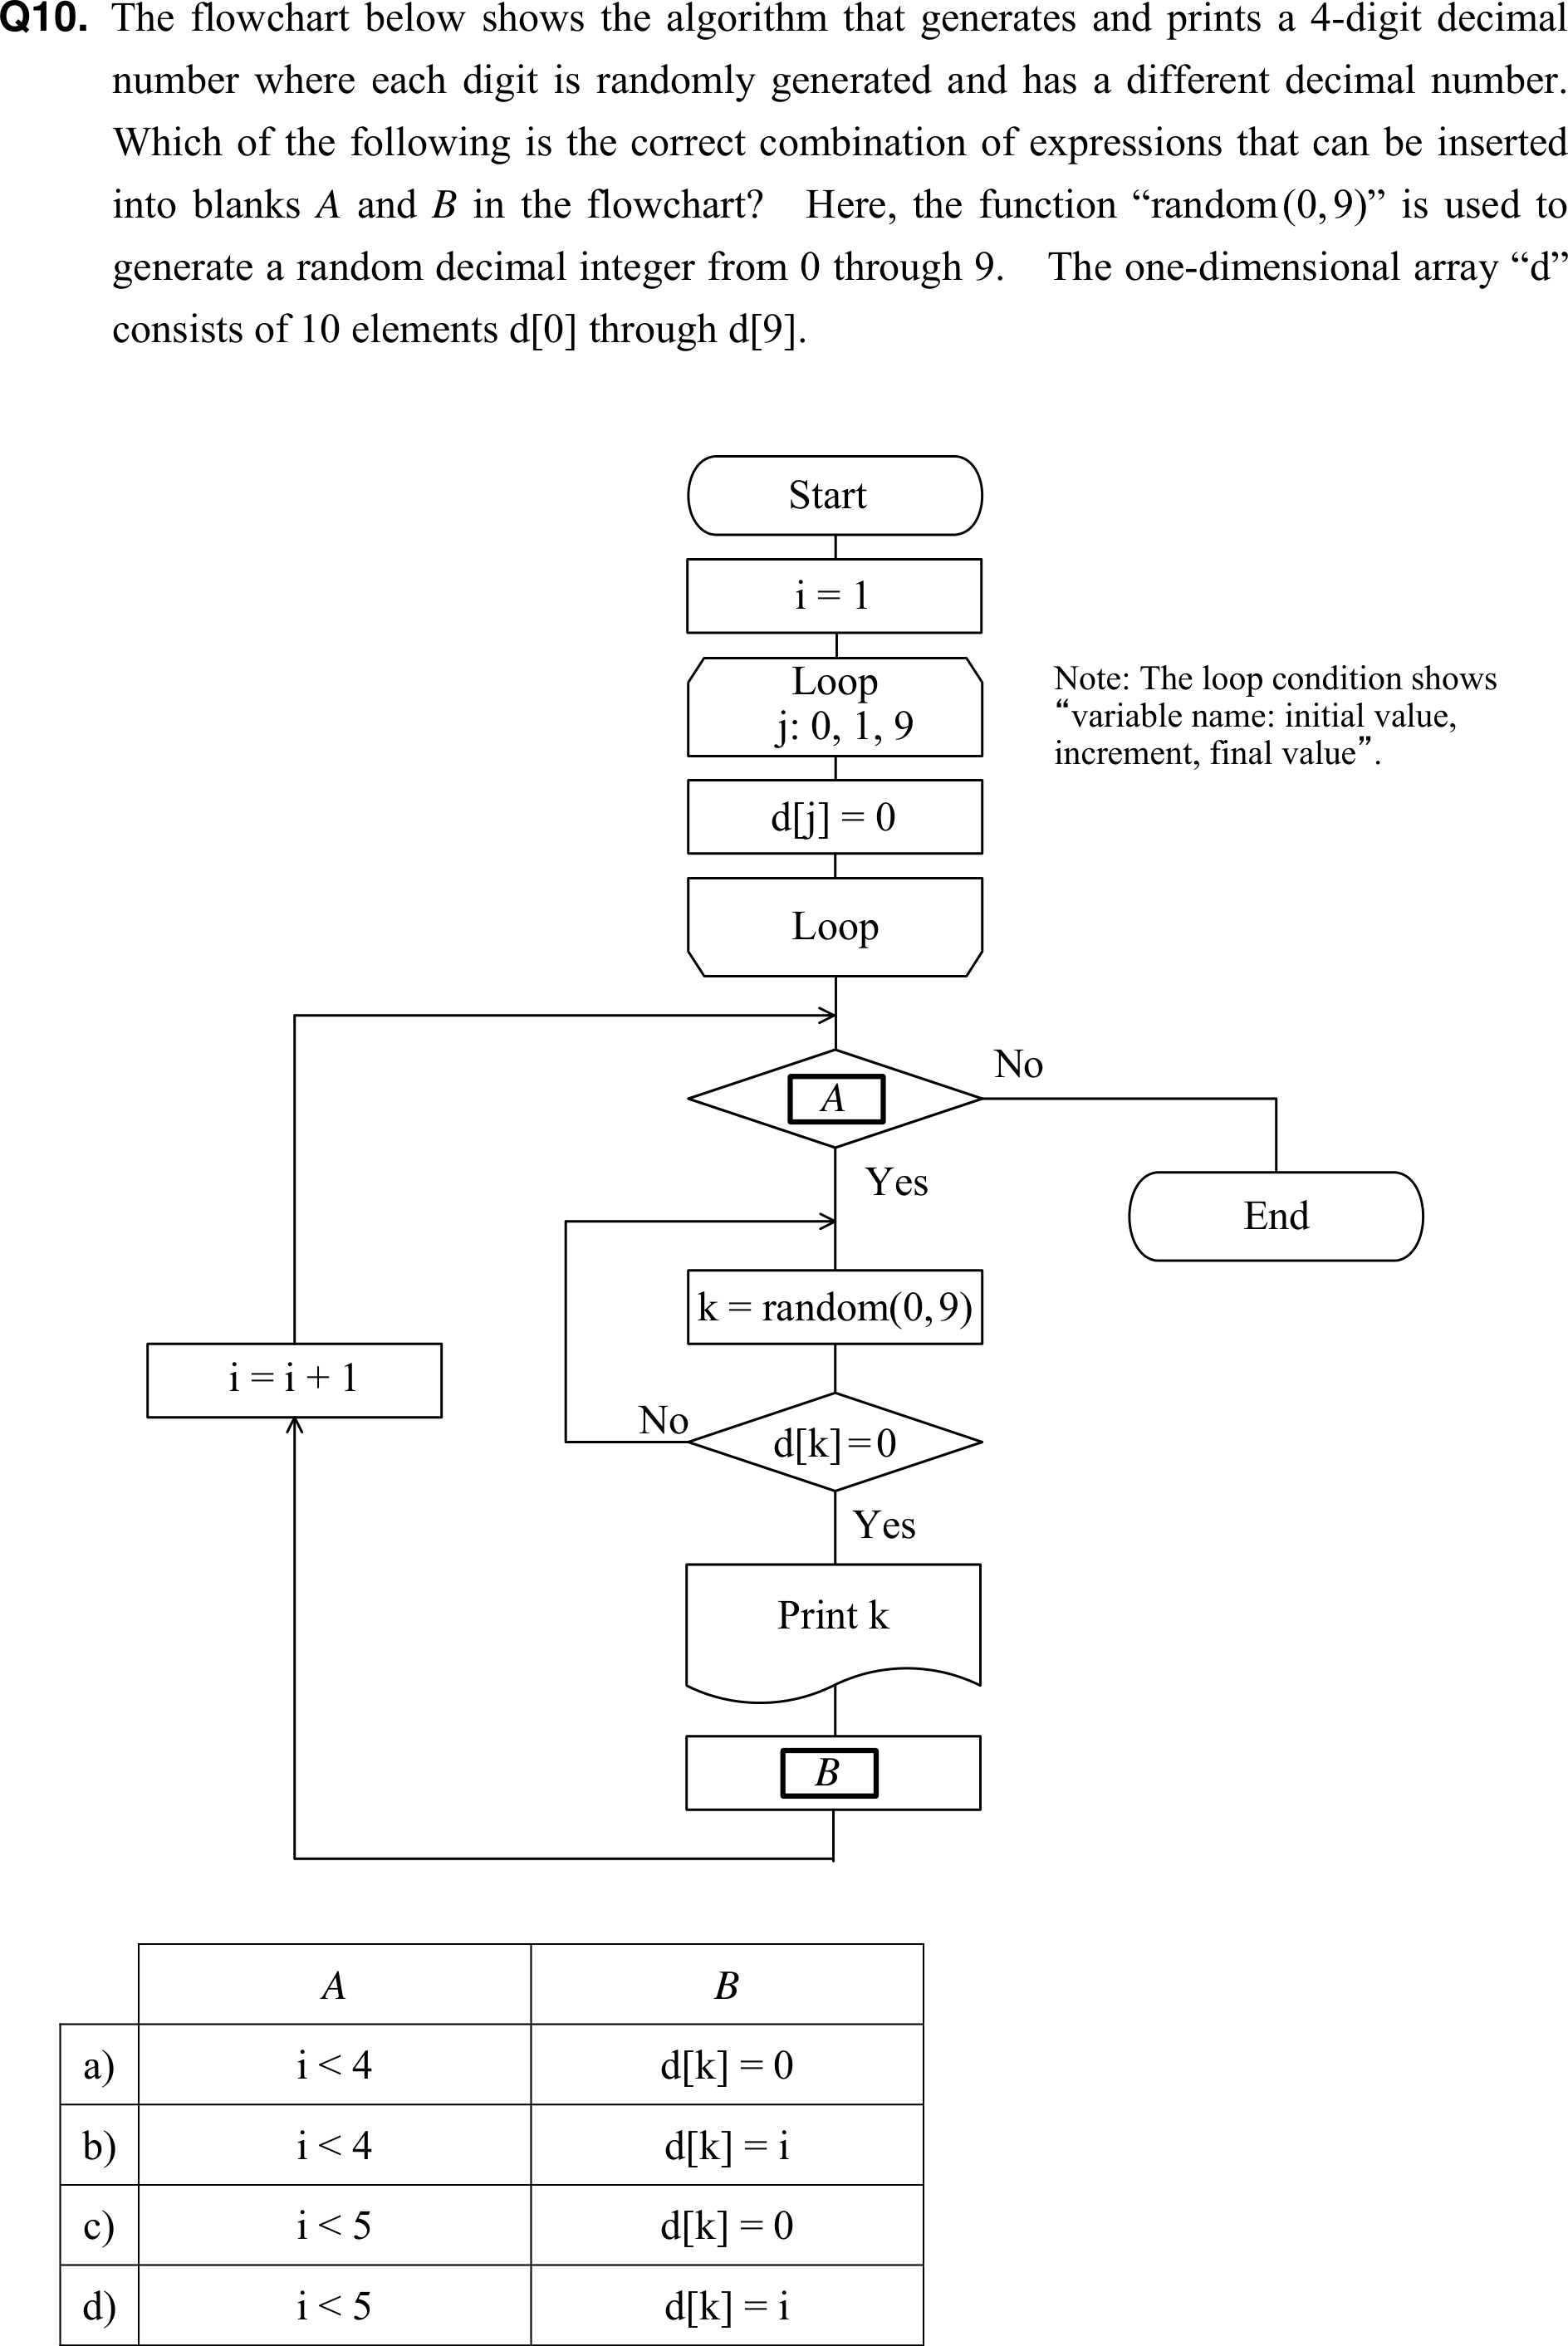 Q10. The flowchart below shows the algorithm that generates and prints a 4-digit decimal
number where each digit is randomly generated and has a different decimal number.
Which of the following is the correct combination of expressions that can be inserted
into blanks A and B in the flowchart? Here, the function “random(0,9)” is used to
generate a random decimal integer from 0 through 9. The one-dimensional array “d”
consists of 10 elements d[0] through d[9].
Start
i = 1
Loop
j: 0, 1, 9
Note: The loop condition shows
“variable name: initial value,
increment, final value”.
d[j] = 0
Loop
A
No
Yes
End
k = random(0,9)
i = i + 1
No
d[k]=0
Yes
Print k
B
A B
a) i < 4 d[k] = 0
b) i < 4 d[k] = i
c) i < 5 d[k] = 0
d) i < 5 d[k] = i